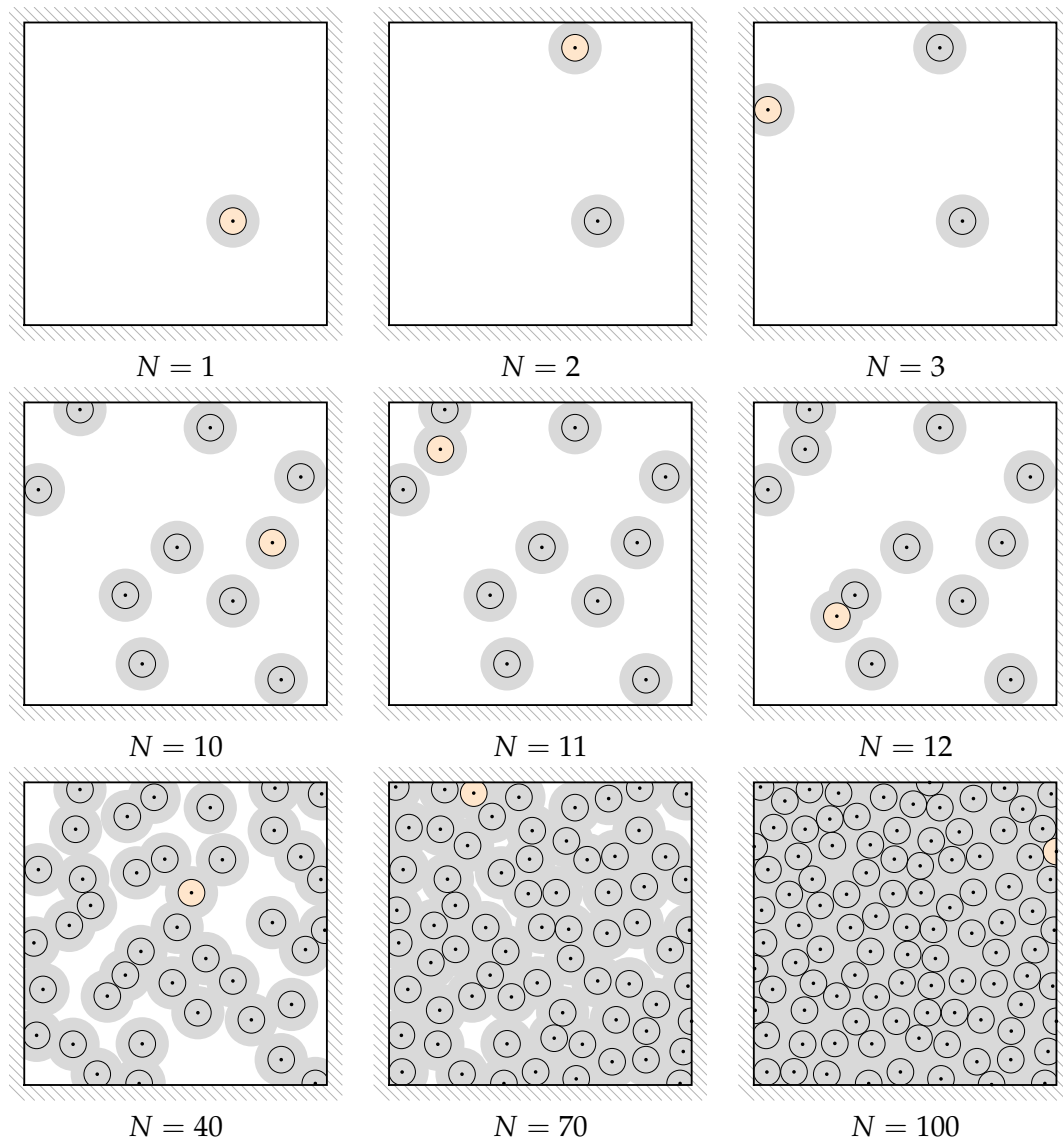 N = 1
N = 2
N = 3
N = 10
N = 11
N = 12
N = 40
N = 70
N = 100